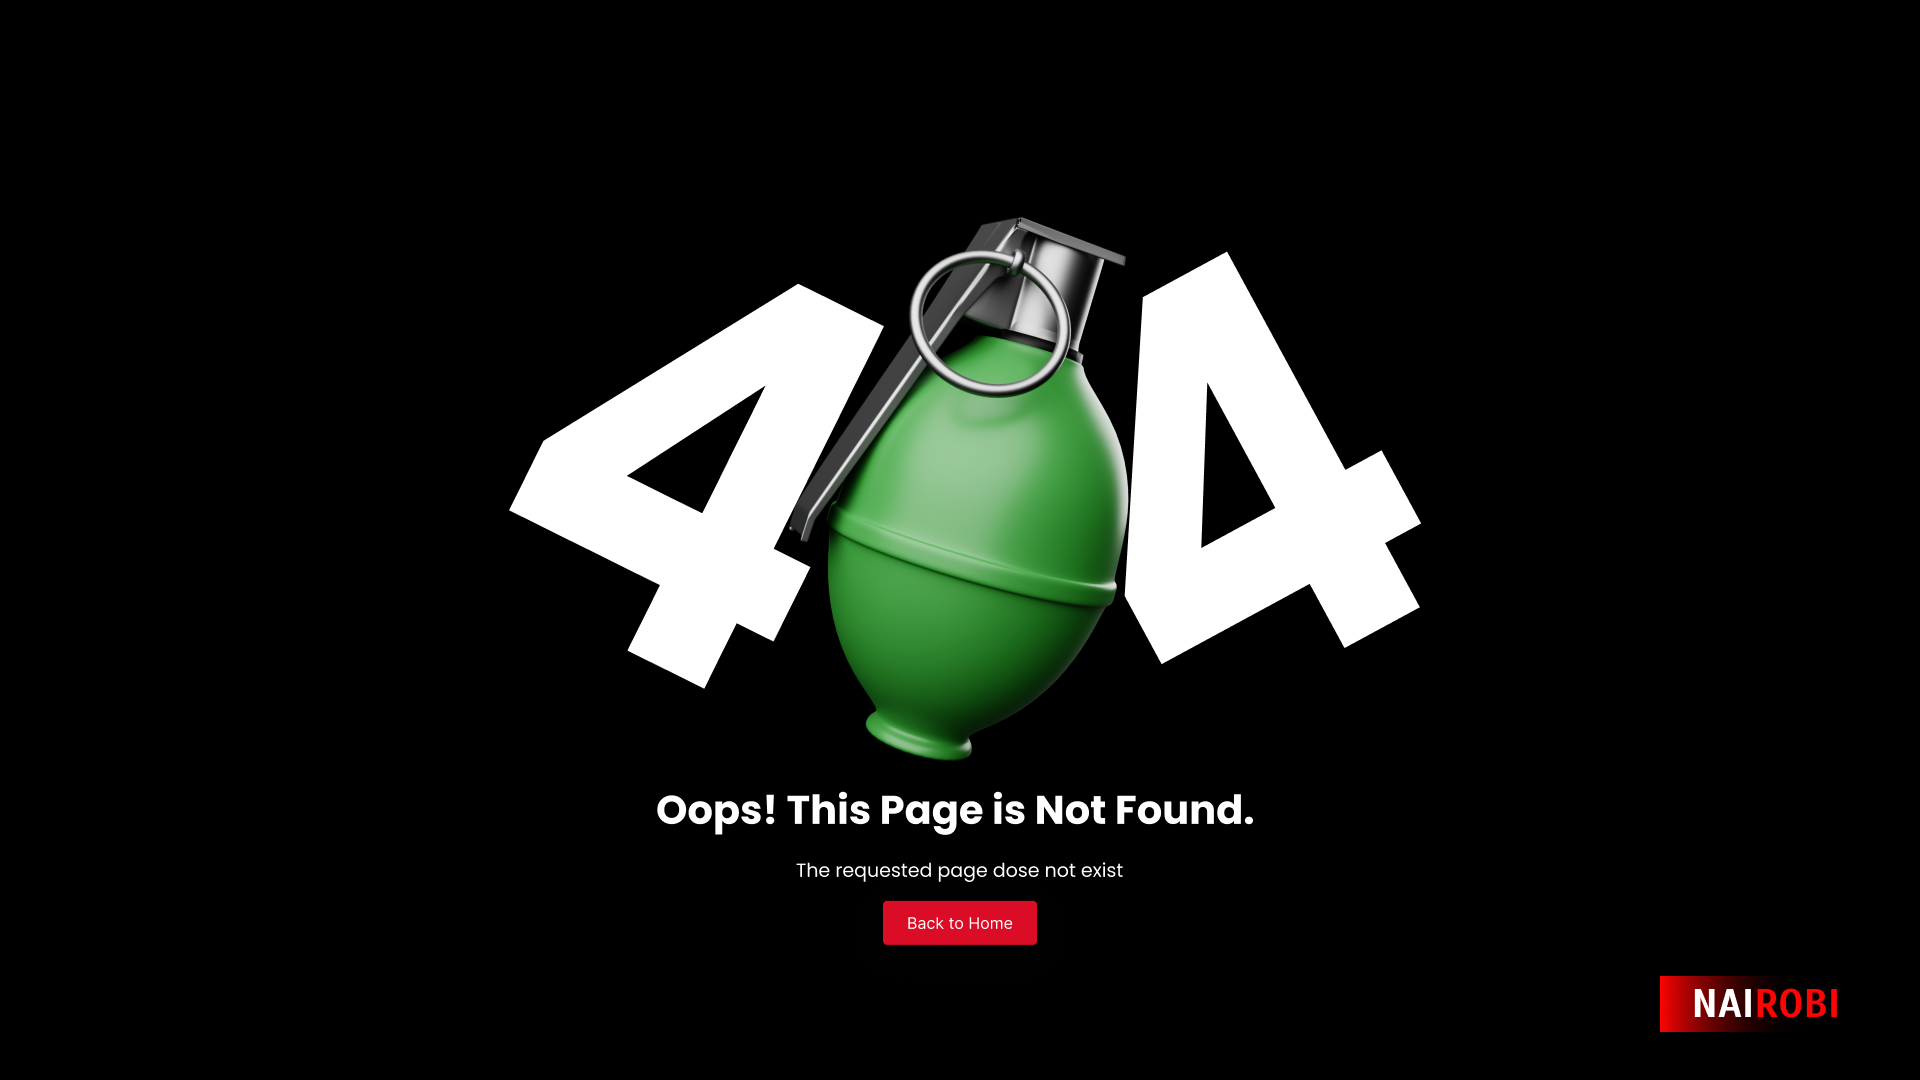 4 4
Oops! This Page is Not Found.
The requested page dose not exist
Back to Home
NAIROBI